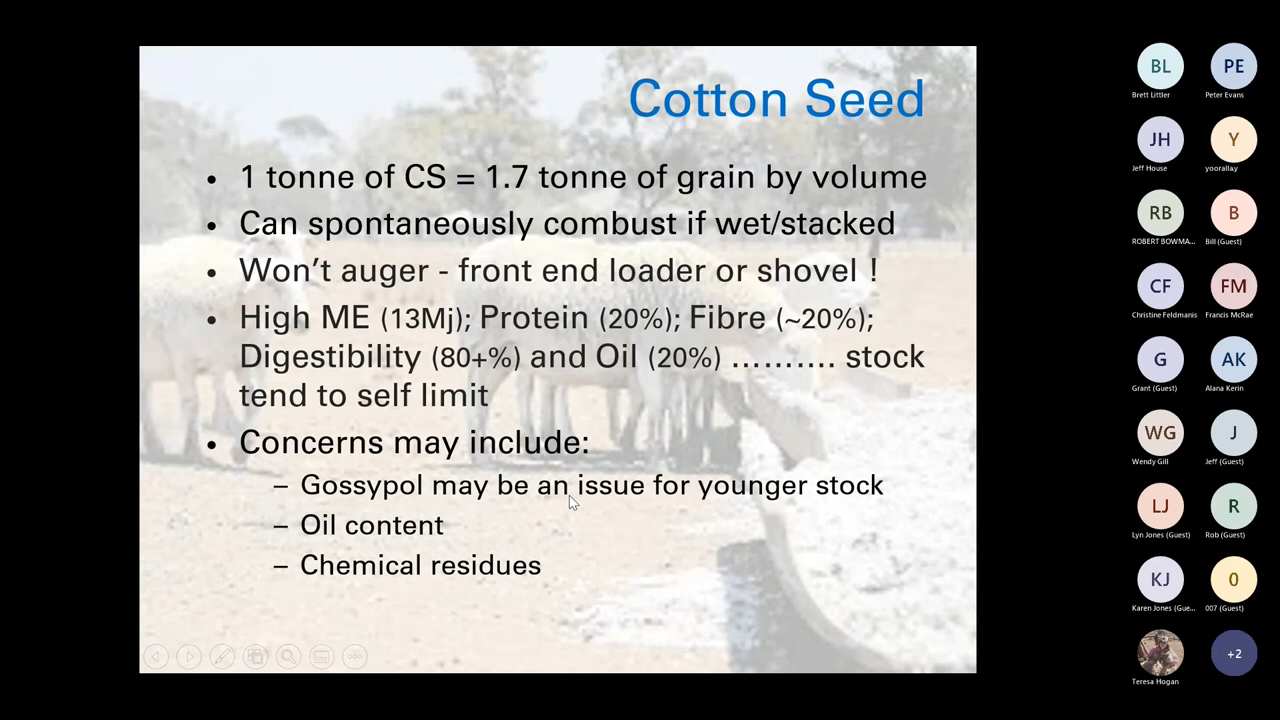 Cotton Seed
• 1 tonne of CS = 1.7 tonne of grain by volume
• Can spontaneously combust if wet/stacked
• Won’t auger - front end loader or shovel !
• High ME (13Mj); Protein (20%); Fibre (~20%);
Digestibility (80+%) and Oil (20%) .......... stock
tend to self limit
• Concerns may include:
– Gossypol may be an issue for younger stock
– Oil content
– Chemical residues
BL
PE
Brett Littler
Peter Evans
JH
Y
Jeff House
yoorallay
RB
B
ROBERT BOWMA...
Bill (Guest)
CF
FM
Christine Feldmanis
Francis McRae
G
AK
Grant (Guest)
Alana Kerin
WG
J
Wendy Gill
Jeff (Guest)
LJ
R
Lyn Jones (Guest)
Rob (Guest)
KJ
0
Karen Jones (Gue...
007 (Guest)
+2
Teresa Hogan